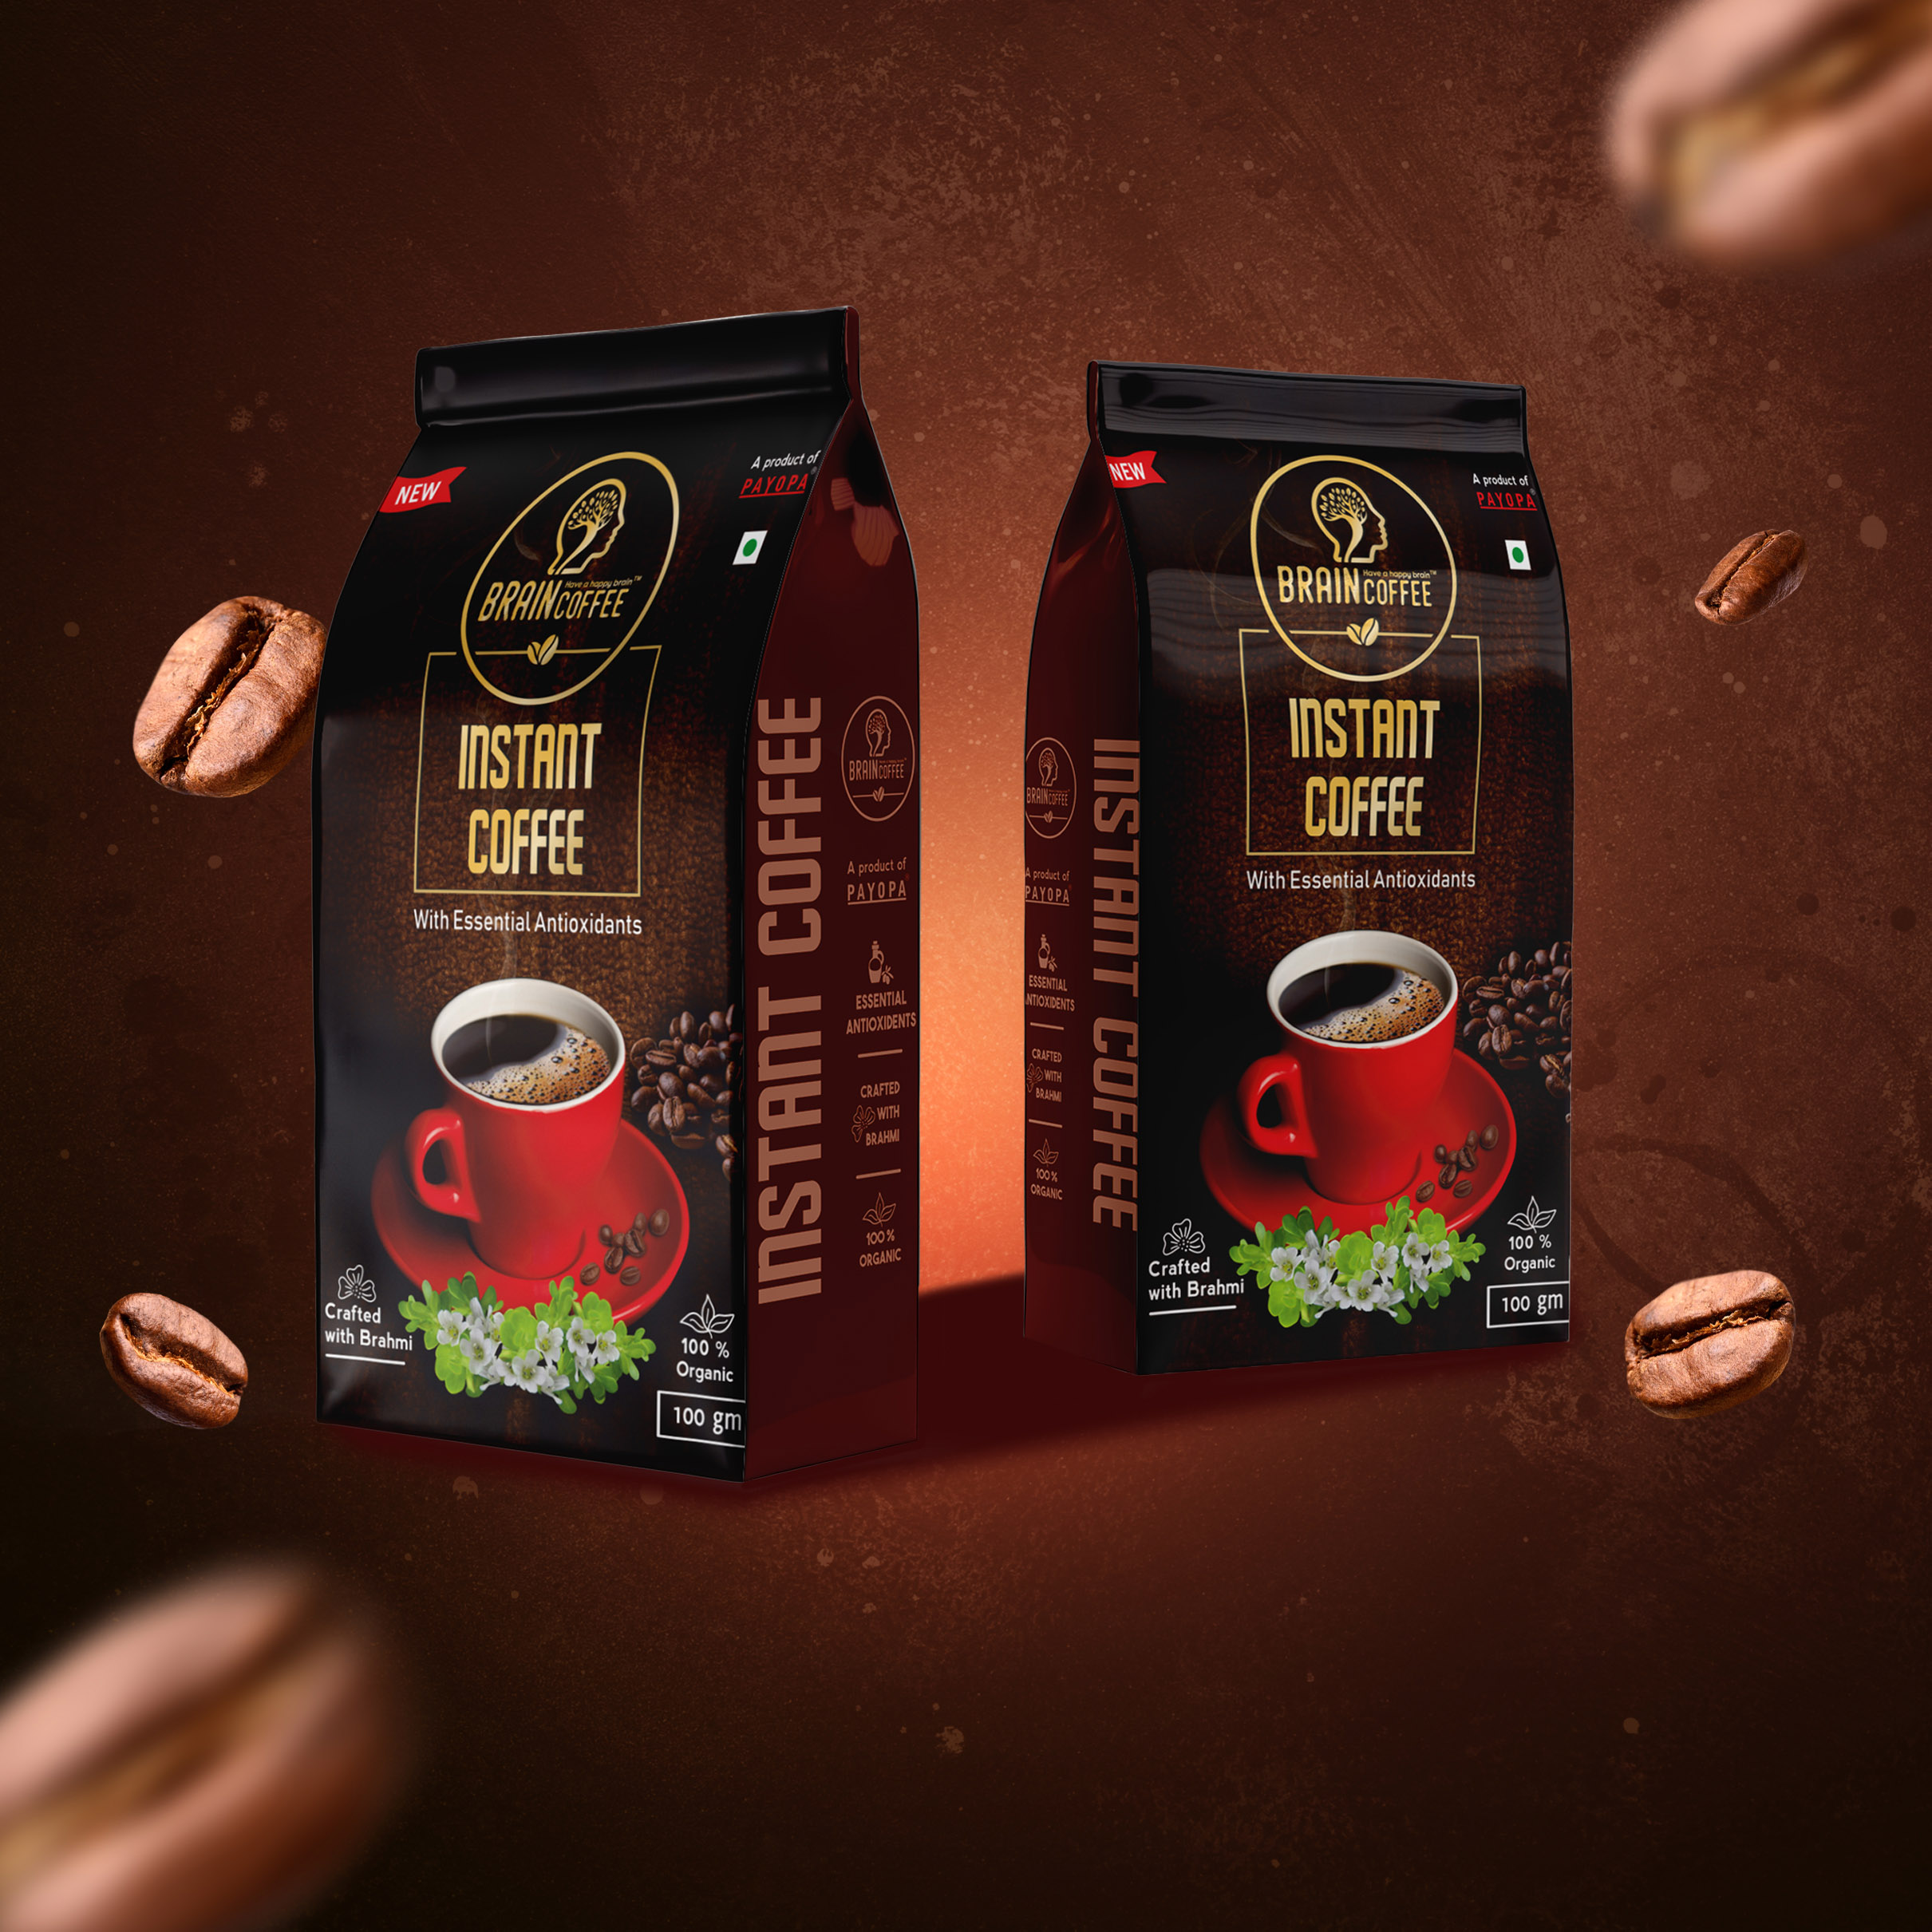 NEW
A product of
PAYOPA®
Have a happy brain™
BRAIN COFFEE
INSTANT
COFFEE
With Essential Antioxidants
Crafted
with Brahmi
100 %
Organic
100 gm
INSTANT COFFEE
BRAIN COFFEE
A product of
PAYOPA
ESSENTIAL
ANTIOXIDENTS
CRAFTED
WITH
BRAHMI
100 %
ORGANIC
BRAIN COFFEE
A product of
PAYOPA
ESSENTIAL
ANTIOXIDENTS
CRAFTED
WITH
BRAHMI
100 %
ORGANIC
INSTANT COFFEE
NEW
A product of
PAYOPA®
Have a happy brain™
BRAIN COFFEE
INSTANT
COFFEE
With Essential Antioxidants
Crafted
with Brahmi
100 %
Organic
100 gm